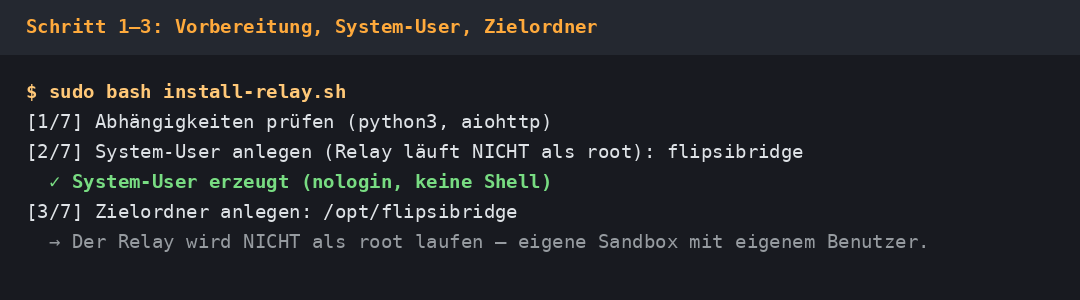 Schritt 1–3: Vorbereitung, System-User, Zielordner
$ sudo bash install-relay.sh
[1/7] Abhängigkeiten prüfen (python3, aiohttp)
[2/7] System-User anlegen (Relay läuft NICHT als root): flipsibridge
✓ System-User erzeugt (nologin, keine Shell)
[3/7] Zielordner anlegen: /opt/flipsibridge
→ Der Relay wird NICHT als root laufen — eigene Sandbox mit eigenem Benutzer.